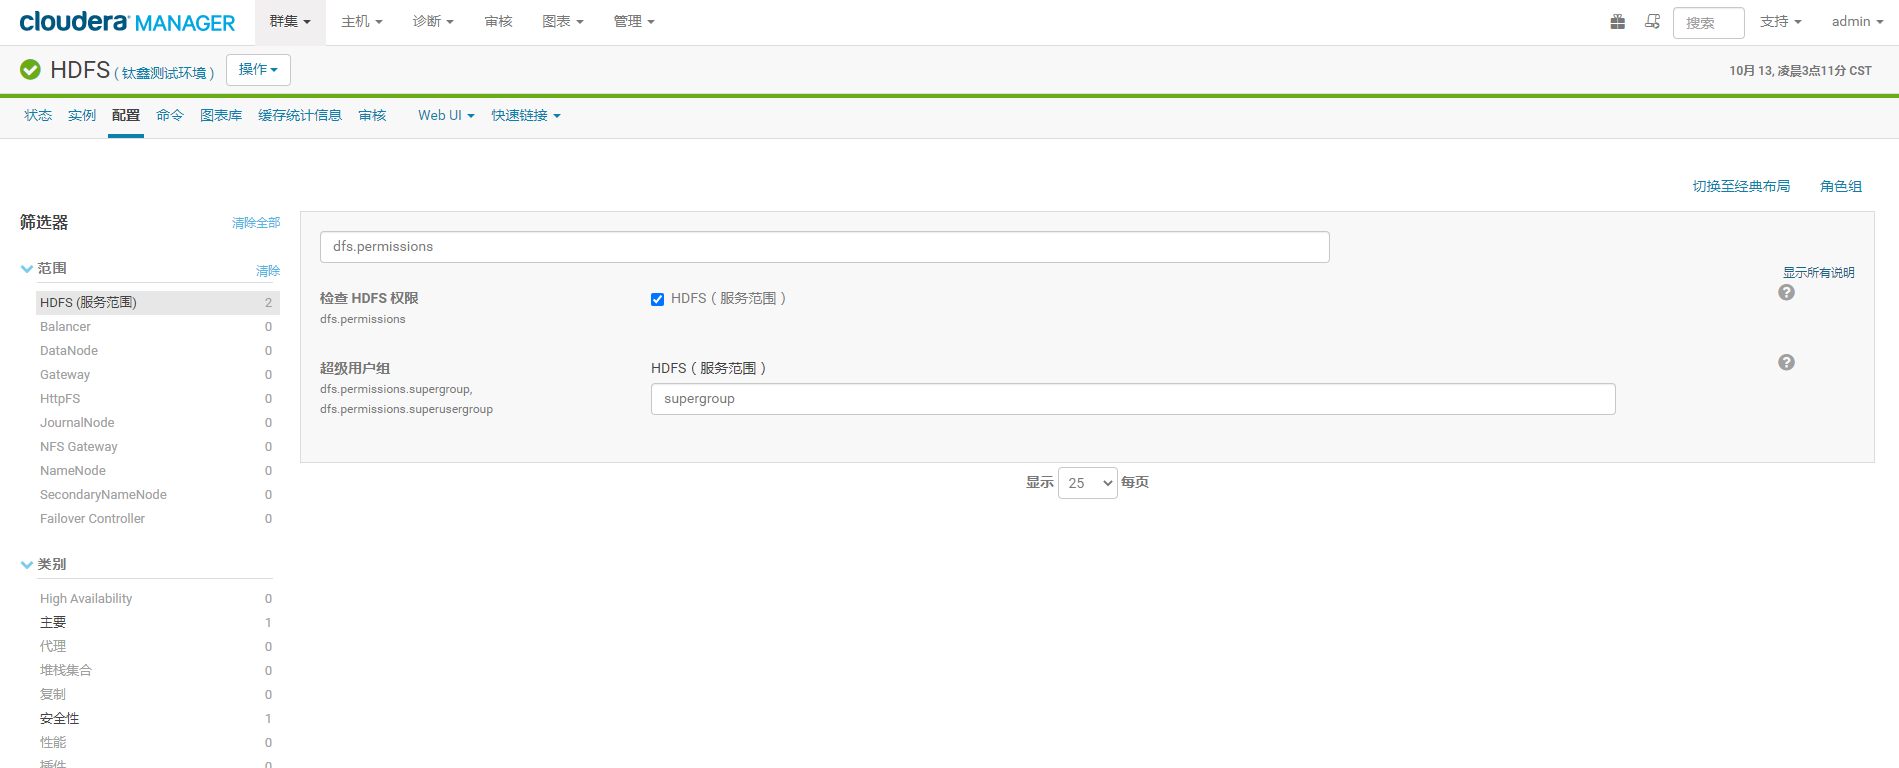 cloudera MANAGER 群集 主机 诊断 审核 图表 管理 搜索 支持 admin
HDFS (钛鑫测试环境) 操作 10月 13, 凌晨3点11分 CST
状态 实例 配置 命令 图表库 缓存统计信息 审核 Web UI 快速链接
切换至经典布局 角色组
筛选器 清除全部
dfs.permissions
范围 清除
显示所有说明
HDFS (服务范围) 2
Balancer 0
DataNode 0
Gateway 0
HttpFS 0
JournalNode 0
NFS Gateway 0
NameNode 0
SecondaryNameNode 0
Failover Controller 0
检查 HDFS 权限 HDFS（服务范围）
dfs.permissions
超级用户组 HDFS（服务范围）
dfs.permissions.supergroup,
dfs.permissions.superusergroup
supergroup
显示 25 每页
类别
High Availability 0
主要 1
代理 0
堆栈集合 0
复制 0
安全性 1
性能 0
插件 0